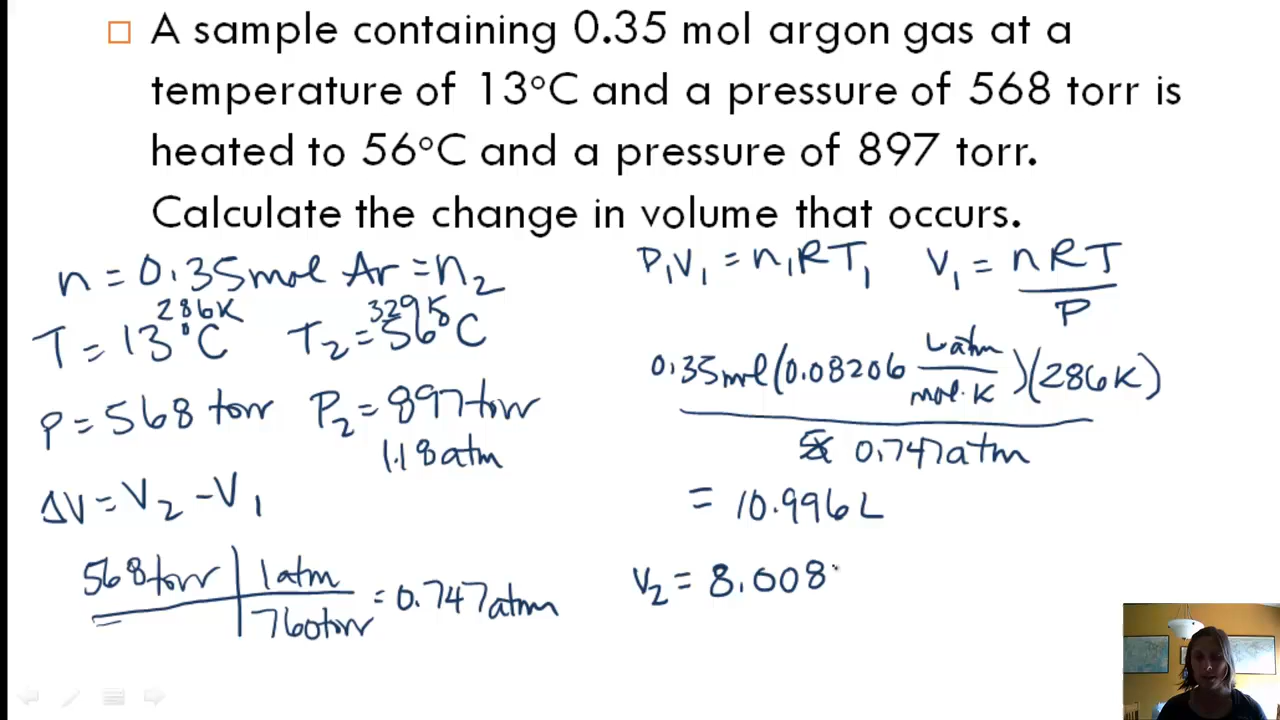 A sample containing 0.35 mol argon gas at a
temperature of 13°C and a pressure of 568 torr is
heated to 56°C and a pressure of 897 torr.
Calculate the change in volume that occurs.
n = 0.35 mol Ar = n₂
286K
T = 13°C
329K
T₂ = 56°C
P = 568 torr
P₂ = 897 torr
1.18 atm
ΔV = V₂ - V₁
568 torr | 1 atm
760 torr
= 0.747 atm
P₁V₁ = n₁RT₁
V₁ = nRT
P
0.35 mol (0.08206 L atm
mol·K
)(286K)
0.747 atm
= 10.996 L
V₂ = 8.008